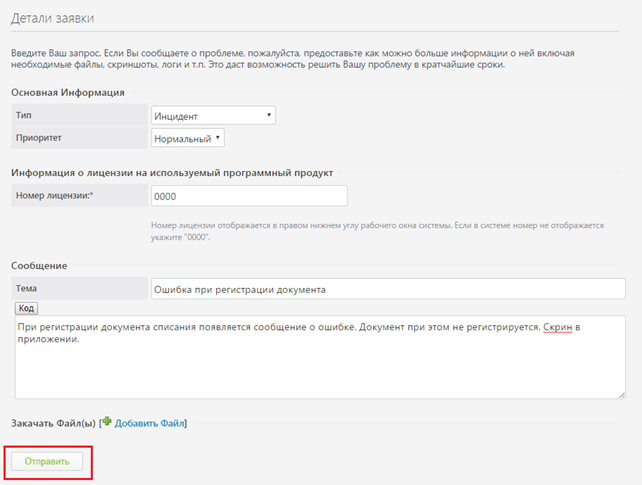 Детали заявки
Введите Ваш запрос. Если Вы сообщаете о проблеме, пожалуйста, предоставьте как можно больше информации о ней включая
необходимые файлы, скриншоты, логи и т.п. Это даст возможность решить Вашу проблему в кратчайшие сроки.
Основная Информация
Тип Инцидент
Приоритет Нормальный
Информация о лицензии на используемый программный продукт
Номер лицензии:* 0000
Номер лицензии отображается в правом нижнем углу рабочего окна системы. Если в системе номер не отображается
укажите "0000".
Сообщение
Тема Ошибка при регистрации документа
Код
При регистрации документа списания появляется сообщение о ошибке. Документ при этом не регистрируется. Скрин в
приложении.
Закачать Файл(ы) [Добавить Файл]
Отправить